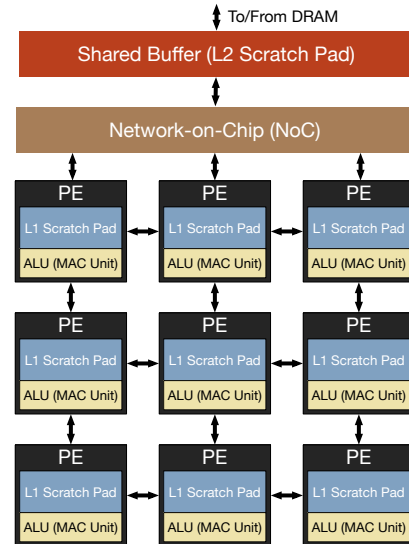 To/From DRAM
Shared Buffer (L2 Scratch Pad)
Network-on-Chip (NoC)
PE PE PE
L1 Scratch Pad L1 Scratch Pad L1 Scratch Pad
ALU (MAC Unit) ALU (MAC Unit) ALU (MAC Unit)
PE PE PE
L1 Scratch Pad L1 Scratch Pad L1 Scratch Pad
ALU (MAC Unit) ALU (MAC Unit) ALU (MAC Unit)
PE PE PE
L1 Scratch Pad L1 Scratch Pad L1 Scratch Pad
ALU (MAC Unit) ALU (MAC Unit) ALU (MAC Unit)